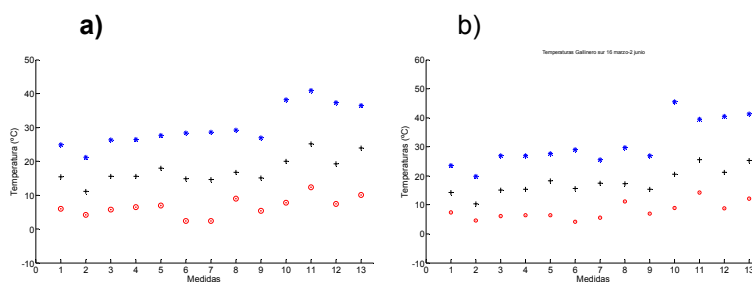 a)
b)
Temperaturas Gallinero sur 16 marzo-2 junio
50
40
30
20
10
0
-10
Temperatura (ºC)
0 1 2 3 4 5 6 7 8 9 10 11 12 13
Medidas
60
50
40
30
20
10
0
-10
Temperaturas (ºC)
0 1 2 3 4 5 6 7 8 9 10 11 12 13
Medidas